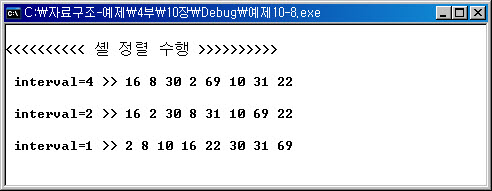 C:\자료구조-예제\4부\10장\Debug\예제10-8.exe
<<<<<<<<<< 셸 정렬 수행 >>>>>>>>>>
interval=4 >> 16 8 30 2 69 10 31 22
interval=2 >> 16 2 30 8 31 10 69 22
interval=1 >> 2 8 10 16 22 30 31 69